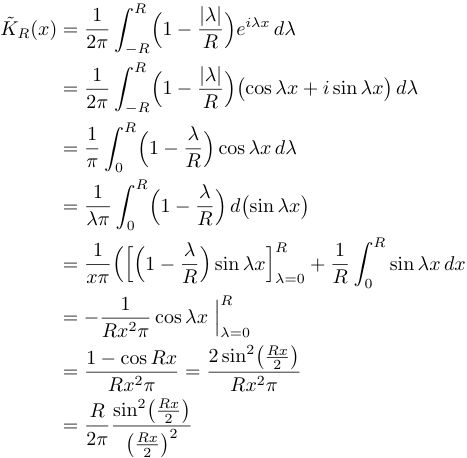 \tilde{K}_R(x) = \frac{1}{2\pi} \int_{-R}^{R} \Big(1 - \frac{|\lambda|}{R}\Big) e^{i\lambda x} \, d\lambda
= \frac{1}{2\pi} \int_{-R}^{R} \Big(1 - \frac{|\lambda|}{R}\Big) \big(\cos \lambda x + i \sin \lambda x\big) \, d\lambda
= \frac{1}{\pi} \int_{0}^{R} \Big(1 - \frac{\lambda}{R}\Big) \cos \lambda x \, d\lambda
= \frac{1}{\lambda\pi} \int_{0}^{R} \Big(1 - \frac{\lambda}{R}\Big) \, d\big(\sin \lambda x\big)
= \frac{1}{x\pi} \Big( \Big[ \Big(1 - \frac{\lambda}{R}\Big) \sin \lambda x \Big]_{\lambda=0}^{R} + \frac{1}{R} \int_{0}^{R} \sin \lambda x \, dx
= -\frac{1}{Rx^2\pi} \cos \lambda x \, \Big|_{\lambda=0}^{R}
= \frac{1 - \cos Rx}{Rx^2\pi} = \frac{2 \sin^2\big(\frac{Rx}{2}\big)}{Rx^2\pi}
= \frac{R}{2\pi} \frac{\sin^2\big(\frac{Rx}{2}\big)}{\big(\frac{Rx}{2}\big)^2}